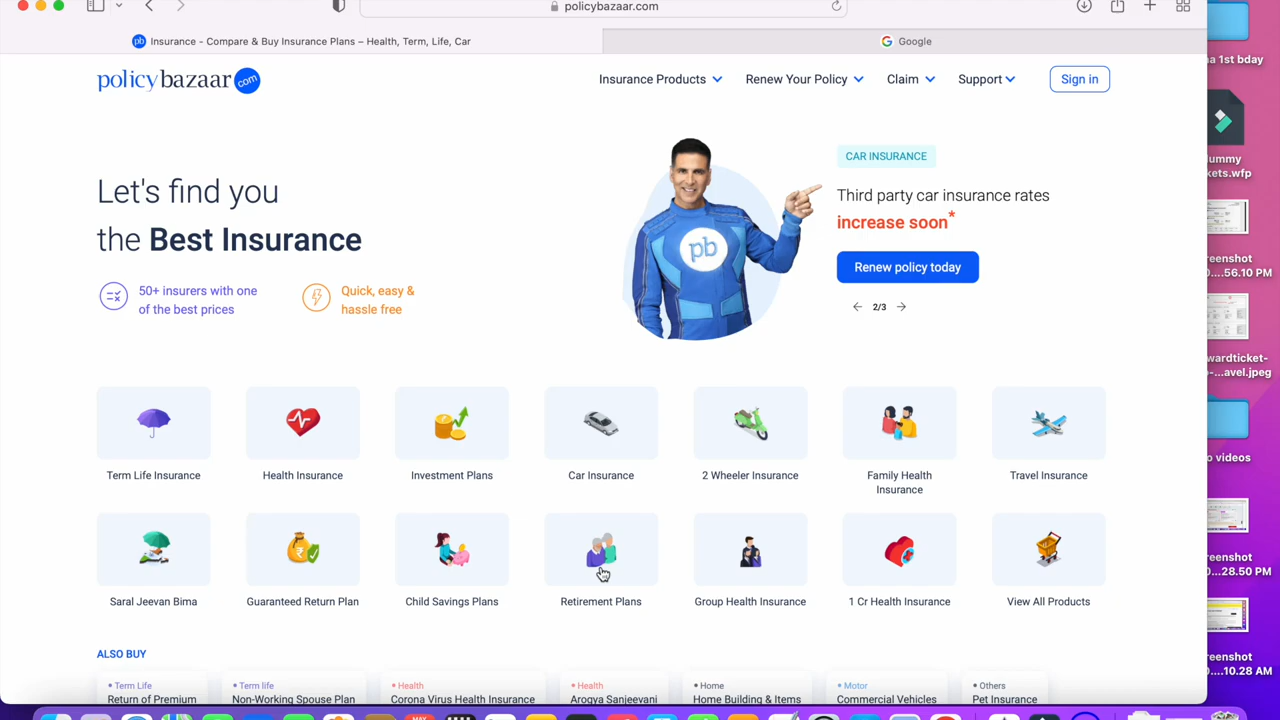 policybazaar.com
pb Insurance - Compare & Buy Insurance Plans – Health, Term, Life, Car
G Google
policybazaar com
Insurance Products
Renew Your Policy
Claim
Support
Sign in
Let's find you
the Best Insurance
50+ insurers with one
of the best prices
Quick, easy &
hassle free
pb
CAR INSURANCE
Third party car insurance rates
increase soon*
Renew policy today
2/3
Term Life Insurance
Health Insurance
Investment Plans
Car Insurance
2 Wheeler Insurance
Family Health
Insurance
Travel Insurance
Saral Jeevan Bima
Guaranteed Return Plan
Child Savings Plans
Retirement Plans
Group Health Insurance
1 Cr Health Insurance
View All Products
ALSO BUY
Term Life
Return of Premium
Term life
Non-Working Spouse Plan
Health
Corona Virus Health Insurance
Health
Arogya Sanjeevani
Home
Home Building & Items
Motor
Commercial Vehicles
Others
Pet Insurance
1st bday
kets.wfp
0....56.10 PM
...avel.jpeg
videos
0...28.50 PM
0...10.28 AM